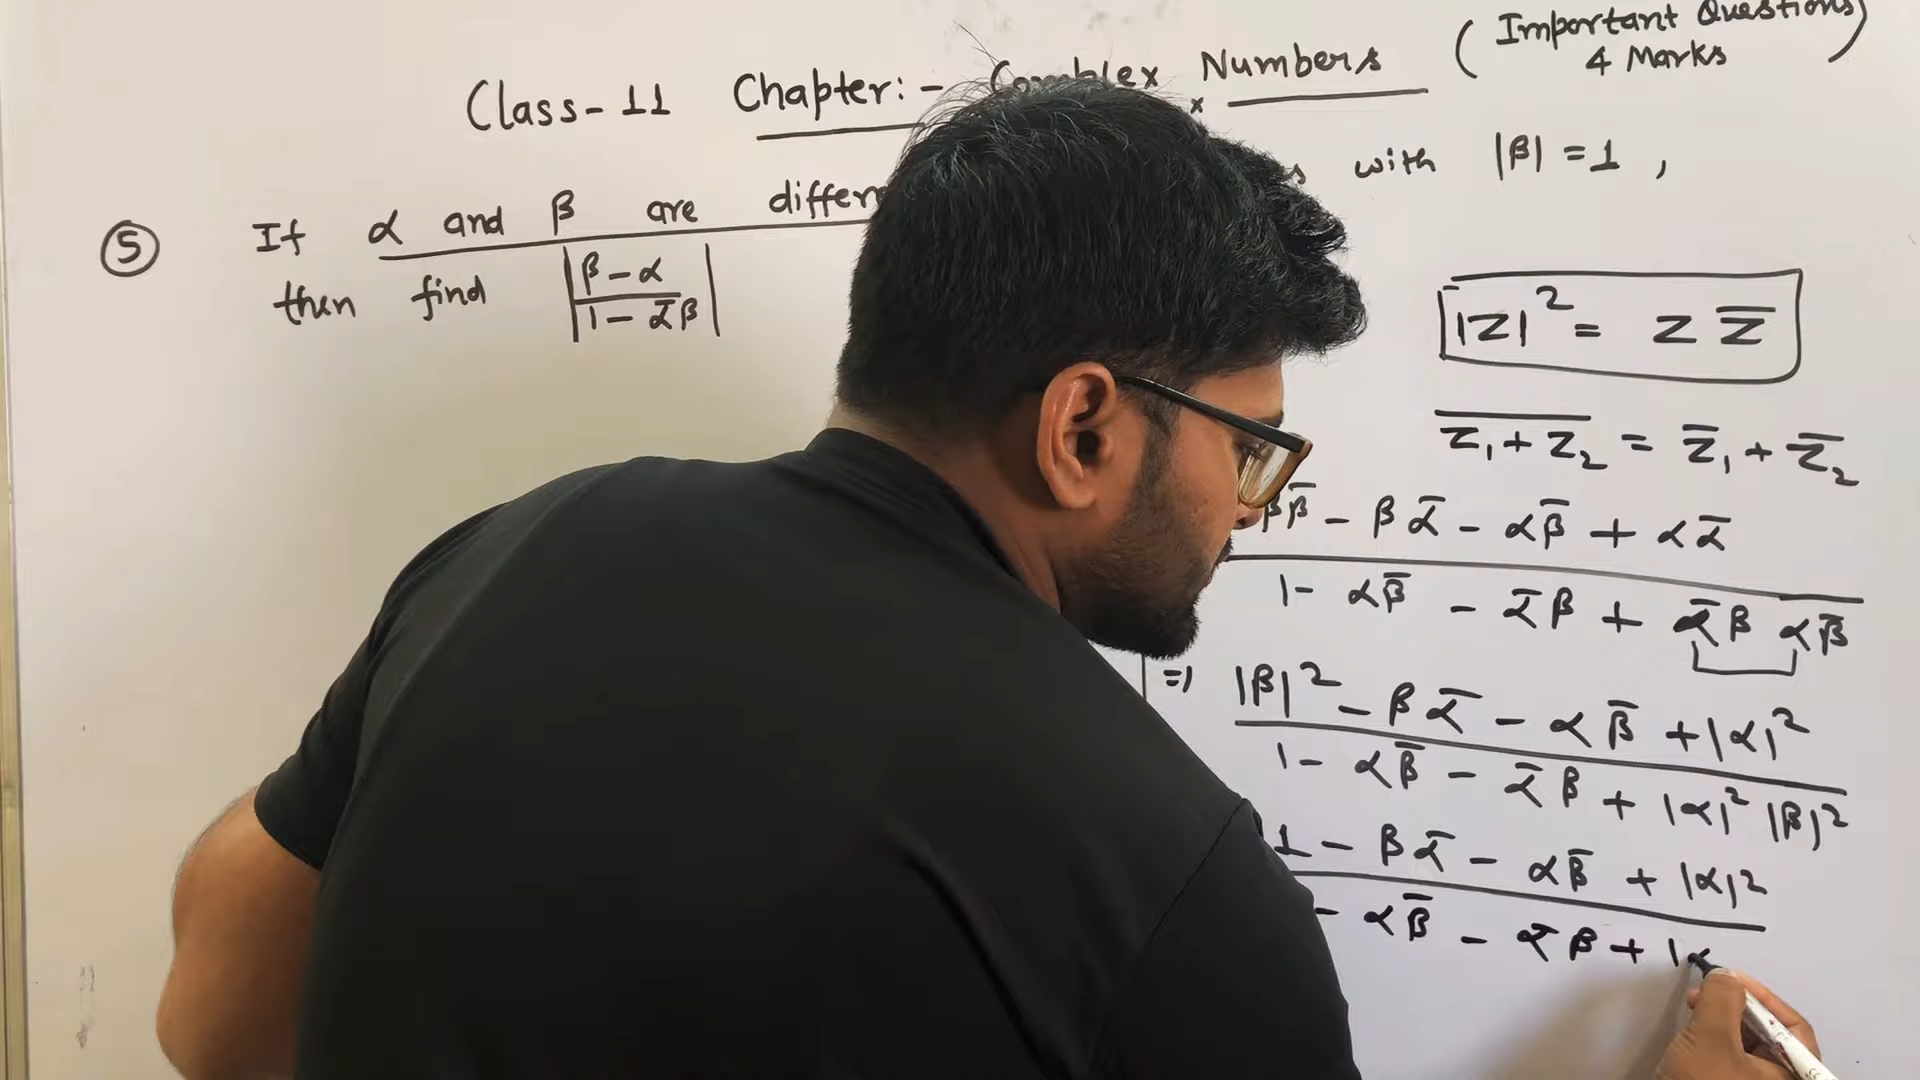 (Important Questions)
4 Marks
Class-11 Chapter:- Complex Numbers
⑤ If α and β are with |β| = 1 ,
then find |β-α / 1-ᾱβ|
|z|² = z z̄
\overline{z₁ + z₂} = z̄₁ + z̄₂
ββ̄ - βᾱ - αβ̄ + αᾱ
1 - αβ̄ - ᾱβ + ᾱβ αβ̄
=) |β|² - βᾱ - αβ̄ + |α|²
1 - αβ̄ - ᾱβ + |α|² |β|²
1 - βᾱ - αβ̄ + |α|²
- αβ̄ - ᾱβ + |α